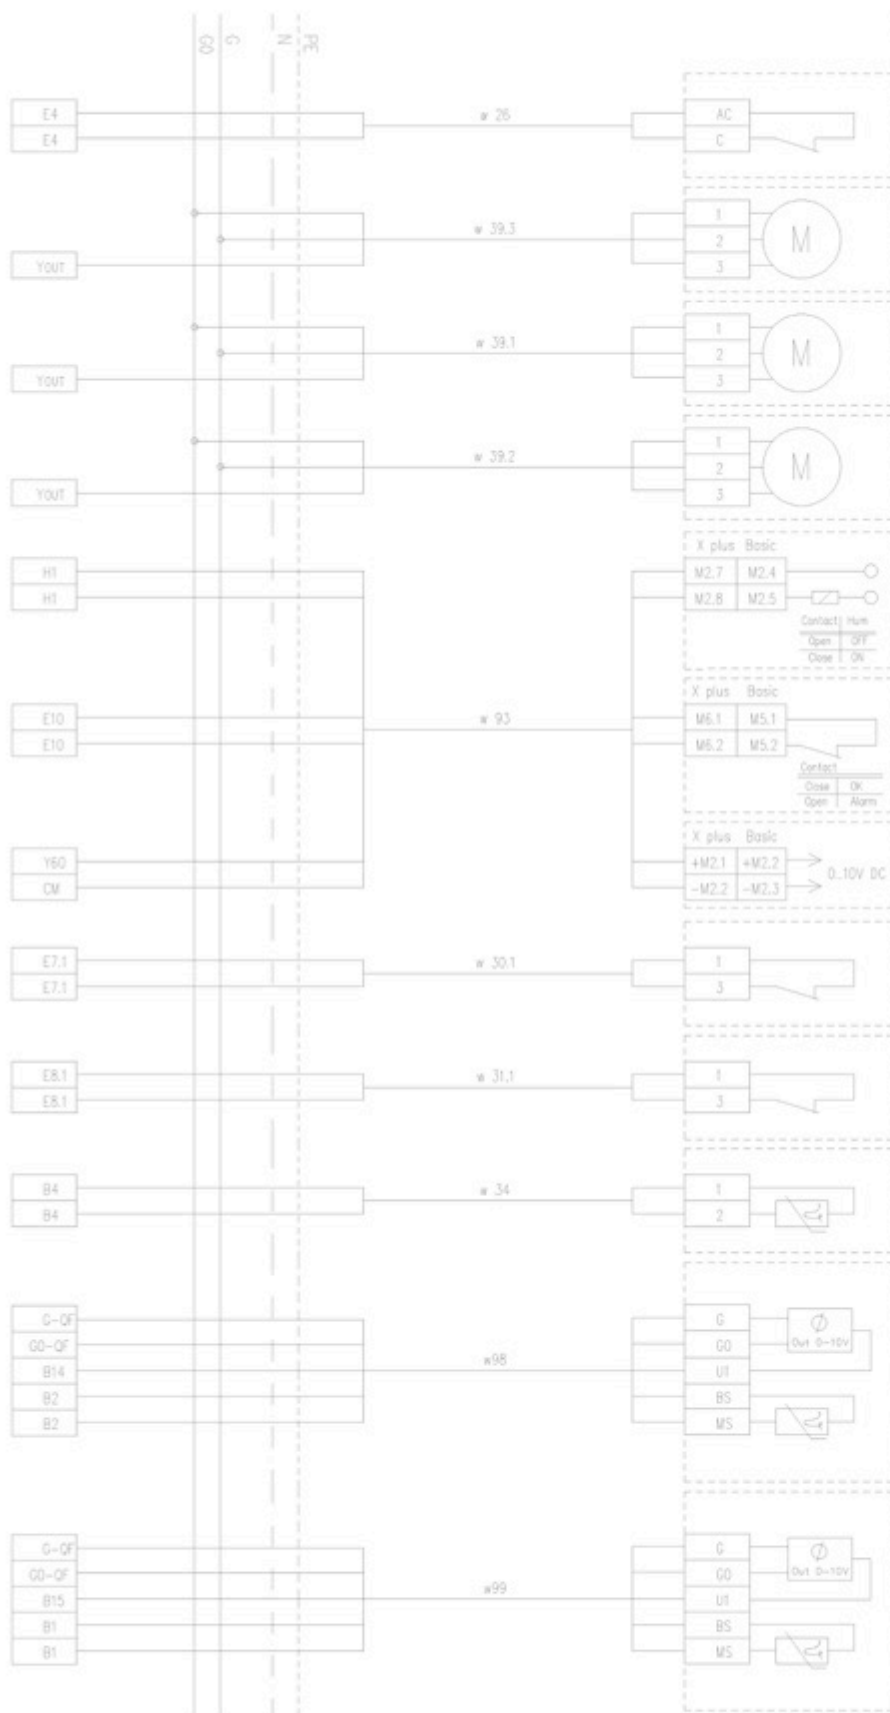 G0 G N PE
E4 w 26 AC
E4 C
1
w 39.3 2 M
YOUT 3
1
w 39.1 2 M
YOUT 3
1
w 39.2 2 M
YOUT 3
X plus Basic
H1 M2.7 M2.4
H1 M2.8 M2.5
Contact Hum
Open OFF
Close ON
X plus Basic
E10 w 93 M6.1 M5.1
E10 M6.2 M5.2
Contact
Close OK
Open Alarm
X plus Basic
Y60 +M2.1 +M2.2
0..10V DC
CM -M2.2 -M2.3
E7.1 w 30.1 1
E7.1 3
E8.1 w 31.1 1
E8.1 3
B4 w 34 1
B4 2
G-QF G
G0-QF G0 Out 0-10V
B14 w98 U1
B2 BS
B2 MS
G-QF G
G0-QF G0 Out 0-10V
B15 w99 U1
B1 BS
B1 MS